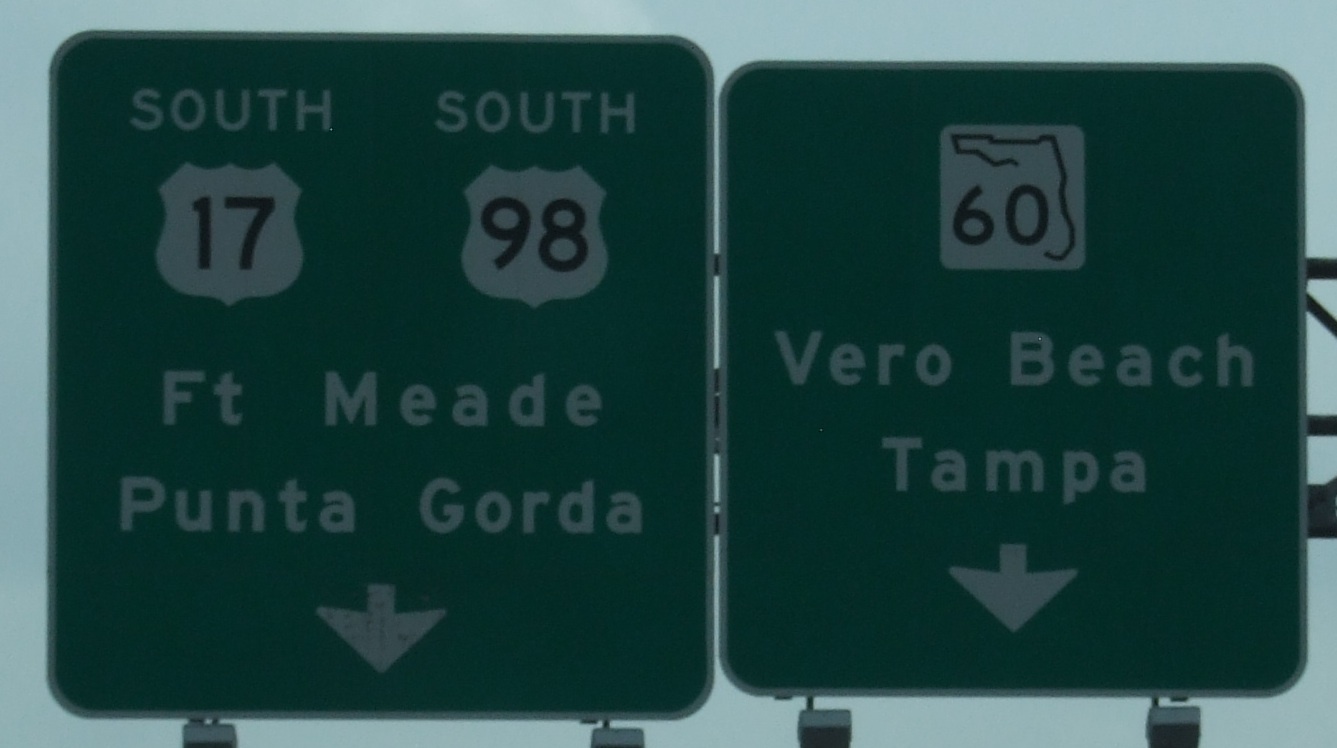 SOUTH SOUTH
17 98
Ft Meade
Punta Gorda
60
Vero Beach
Tampa